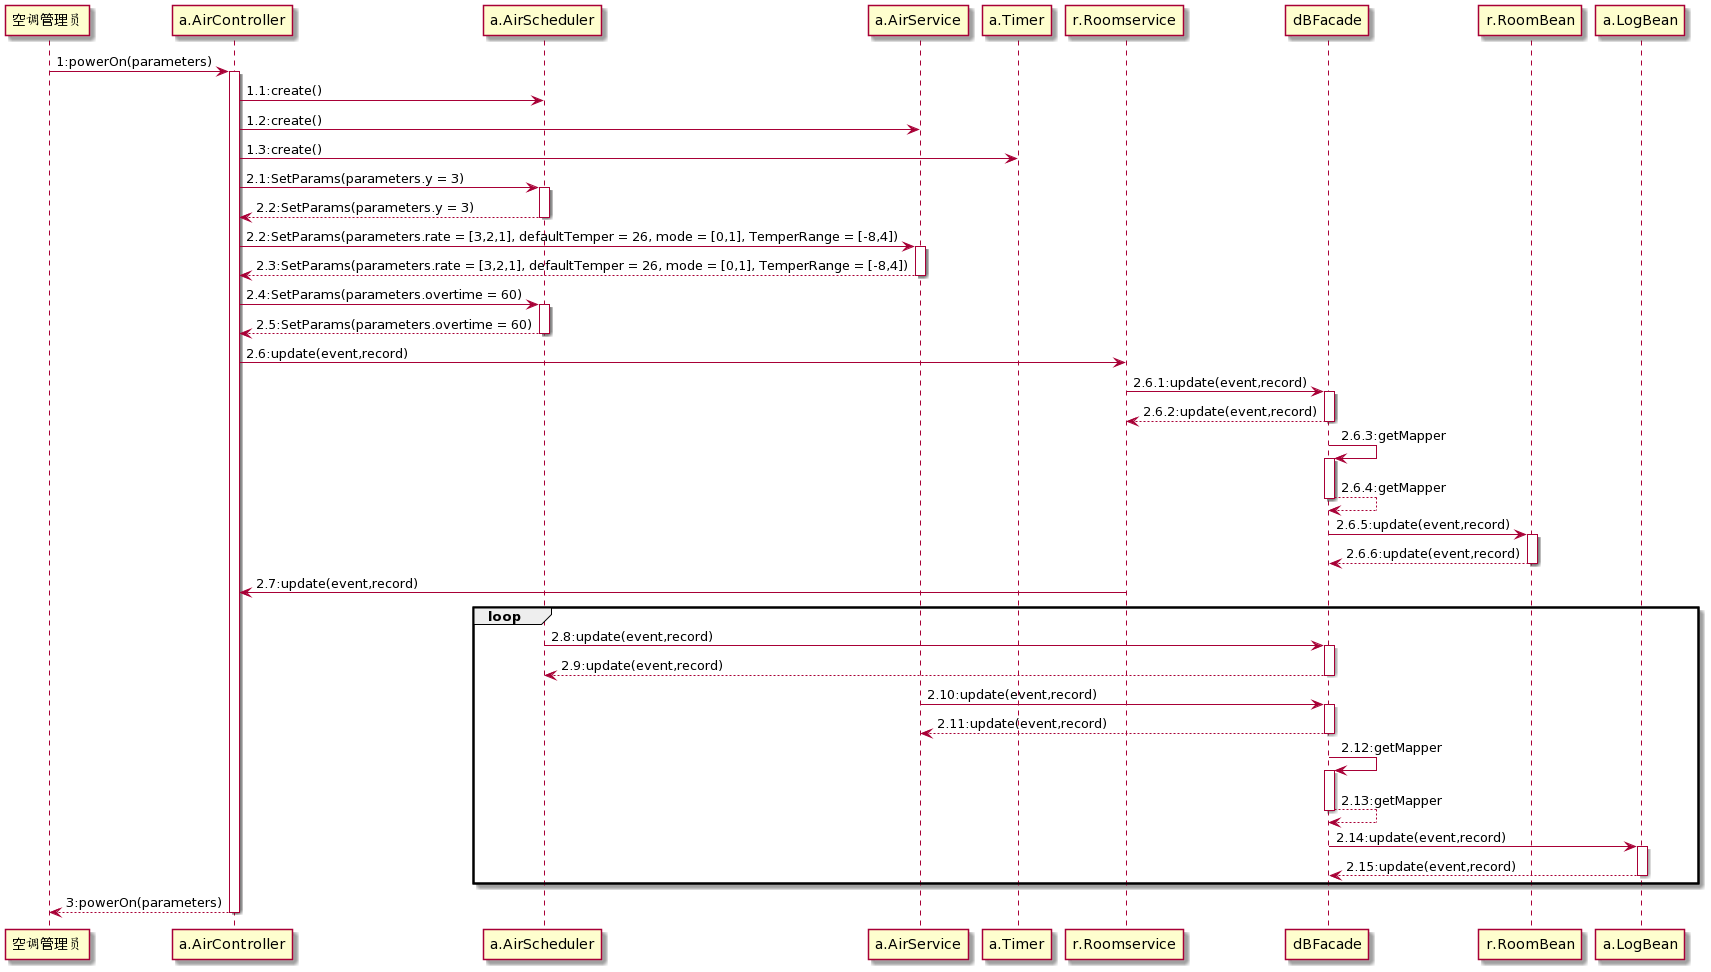 空调管理员 a.AirController a.AirScheduler a.AirService a.Timer r.Roomservice dBFacade r.RoomBean a.LogBean
1:powerOn(parameters)
1.1:create()
1.2:create()
1.3:create()
2.1:SetParams(parameters.y = 3)
2.2:SetParams(parameters.y = 3)
2.2:SetParams(parameters.rate = [3,2,1], defaultTemper = 26, mode = [0,1], TemperRange = [-8,4])
2.3:SetParams(parameters.rate = [3,2,1], defaultTemper = 26, mode = [0,1], TemperRange = [-8,4])
2.4:SetParams(parameters.overtime = 60)
2.5:SetParams(parameters.overtime = 60)
2.6:update(event,record)
2.6.1:update(event,record)
2.6.2:update(event,record)
2.6.3:getMapper
2.6.4:getMapper
2.6.5:update(event,record)
2.6.6:update(event,record)
2.7:update(event,record)
loop
2.8:update(event,record)
2.9:update(event,record)
2.10:update(event,record)
2.11:update(event,record)
2.12:getMapper
2.13:getMapper
2.14:update(event,record)
2.15:update(event,record)
3:powerOn(parameters)
空调管理员 a.AirController a.AirScheduler a.AirService a.Timer r.Roomservice dBFacade r.RoomBean a.LogBean